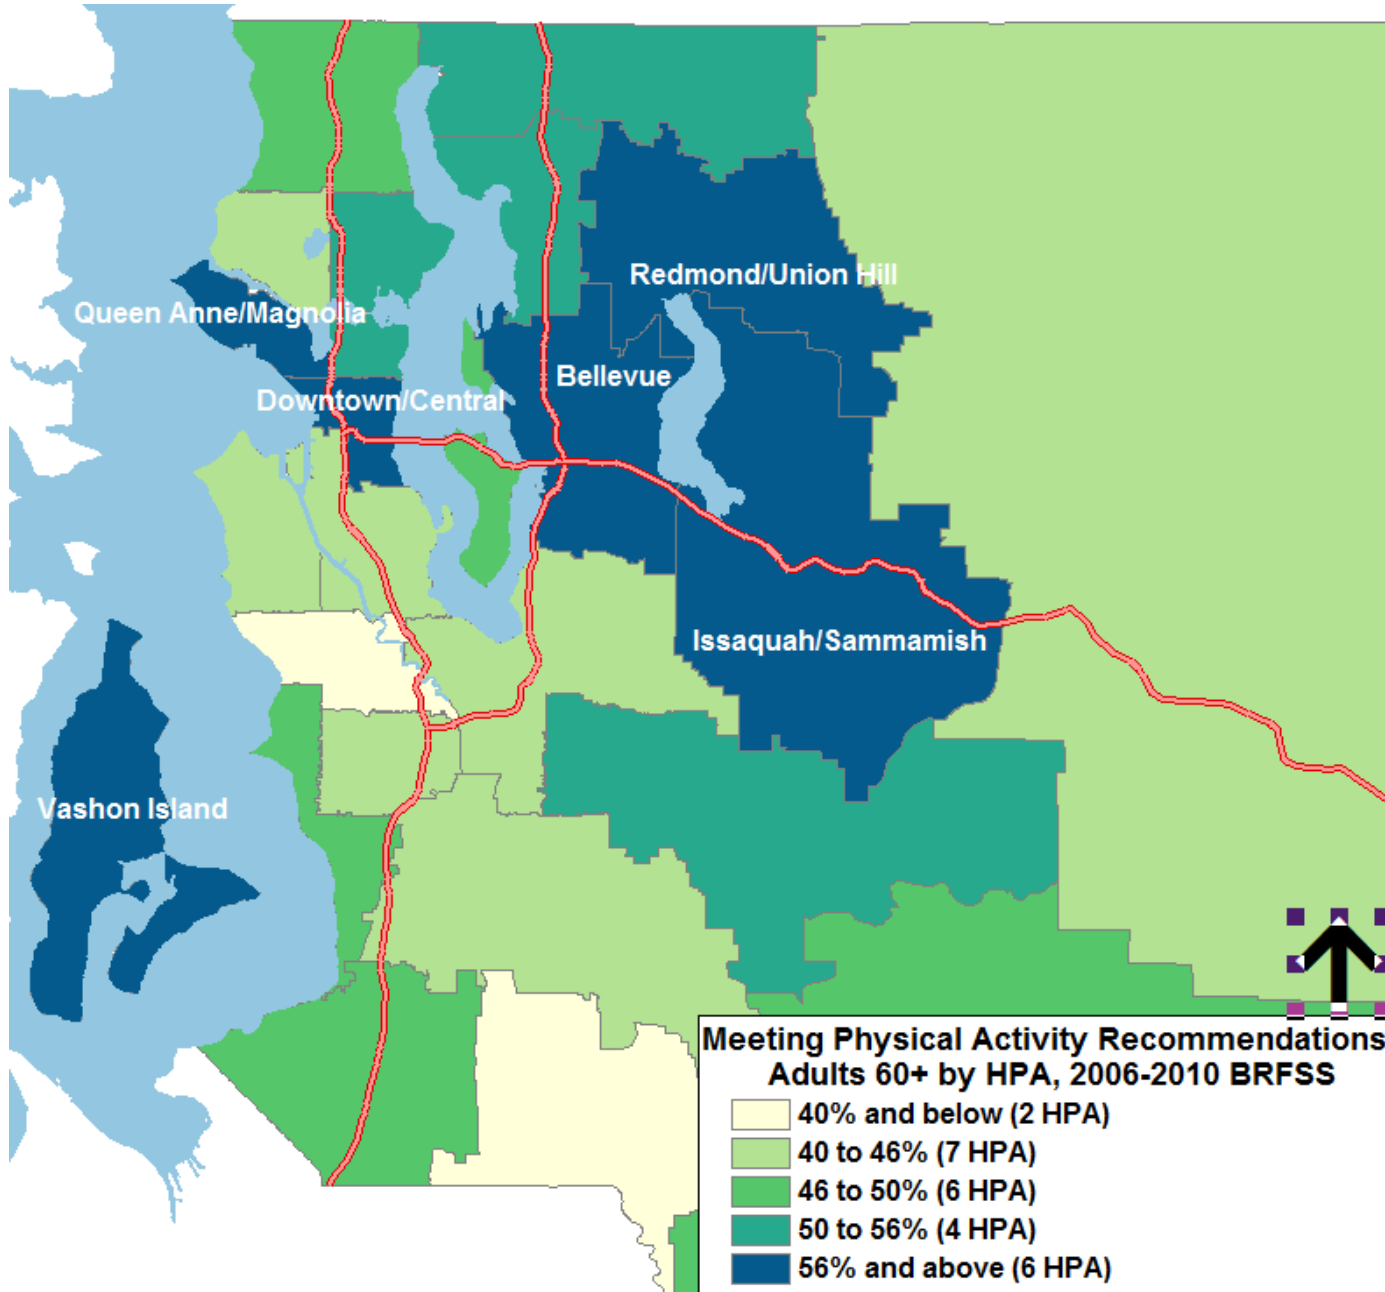 Redmond/Union Hill
Queen Anne/Magnolia
Bellevue
Downtown/Central
Issaquah/Sammamish
Vashon Island
Meeting Physical Activity Recommendations
Adults 60+ by HPA, 2006-2010 BRFSS
40% and below (2 HPA)
40 to 46% (7 HPA)
46 to 50% (6 HPA)
50 to 56% (4 HPA)
56% and above (6 HPA)